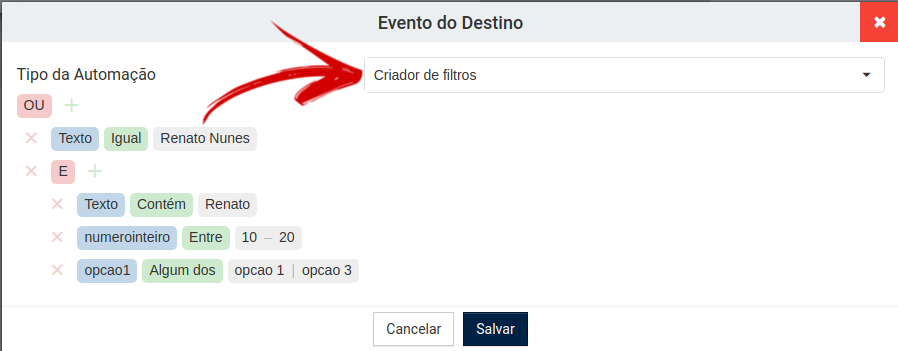 Evento do Destino
Tipo da Automação Criador de filtros
OU
Texto Igual Renato Nunes
E
Texto Contém Renato
numerointeiro Entre 10 – 20
opcao1 Algum dos opcao 1 | opcao 3
Cancelar Salvar